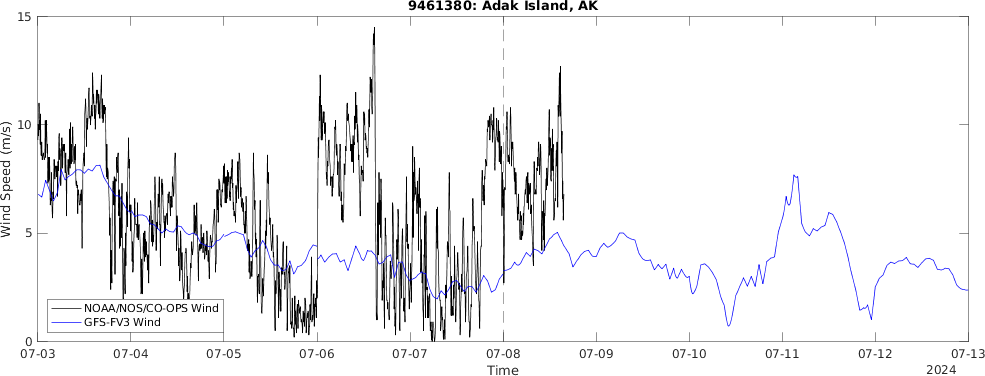 9461380: Adak Island, AK
15
10
5
0
Wind Speed (m/s)
NOAA/NOS/CO-OPS Wind
GFS-FV3 Wind
07-03 07-04 07-05 07-06 07-07 07-08 07-09 07-10 07-11 07-12 07-13
Time
2024